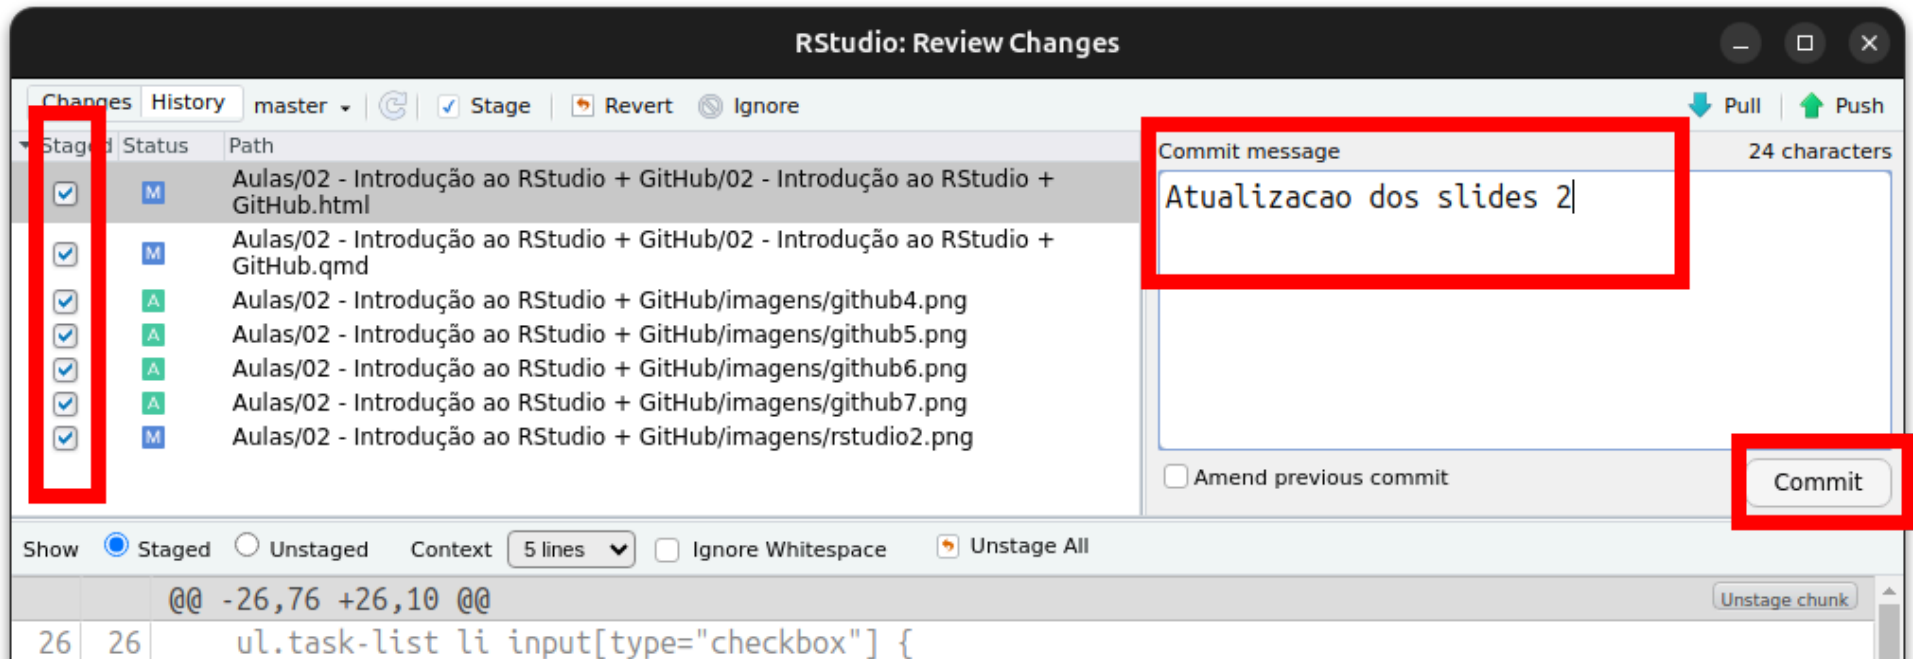 RStudio: Review Changes
Changes History master Stage Revert Ignore Pull Push
Staged Status Path
Aulas/02 - Introdução ao RStudio + GitHub/02 - Introdução ao RStudio +
GitHub.html
M
Aulas/02 - Introdução ao RStudio + GitHub/02 - Introdução ao RStudio +
GitHub.qmd
M
A Aulas/02 - Introdução ao RStudio + GitHub/imagens/github4.png
A Aulas/02 - Introdução ao RStudio + GitHub/imagens/github5.png
A Aulas/02 - Introdução ao RStudio + GitHub/imagens/github6.png
A Aulas/02 - Introdução ao RStudio + GitHub/imagens/github7.png
M Aulas/02 - Introdução ao RStudio + GitHub/imagens/rstudio2.png
Commit message 24 characters
Atualizacao dos slides 2
Amend previous commit Commit
Show Staged Unstaged Context 5 lines Ignore Whitespace Unstage All
@@ -26,76 +26,10 @@ Unstage chunk
26 26 ul.task-list li input[type="checkbox"] {